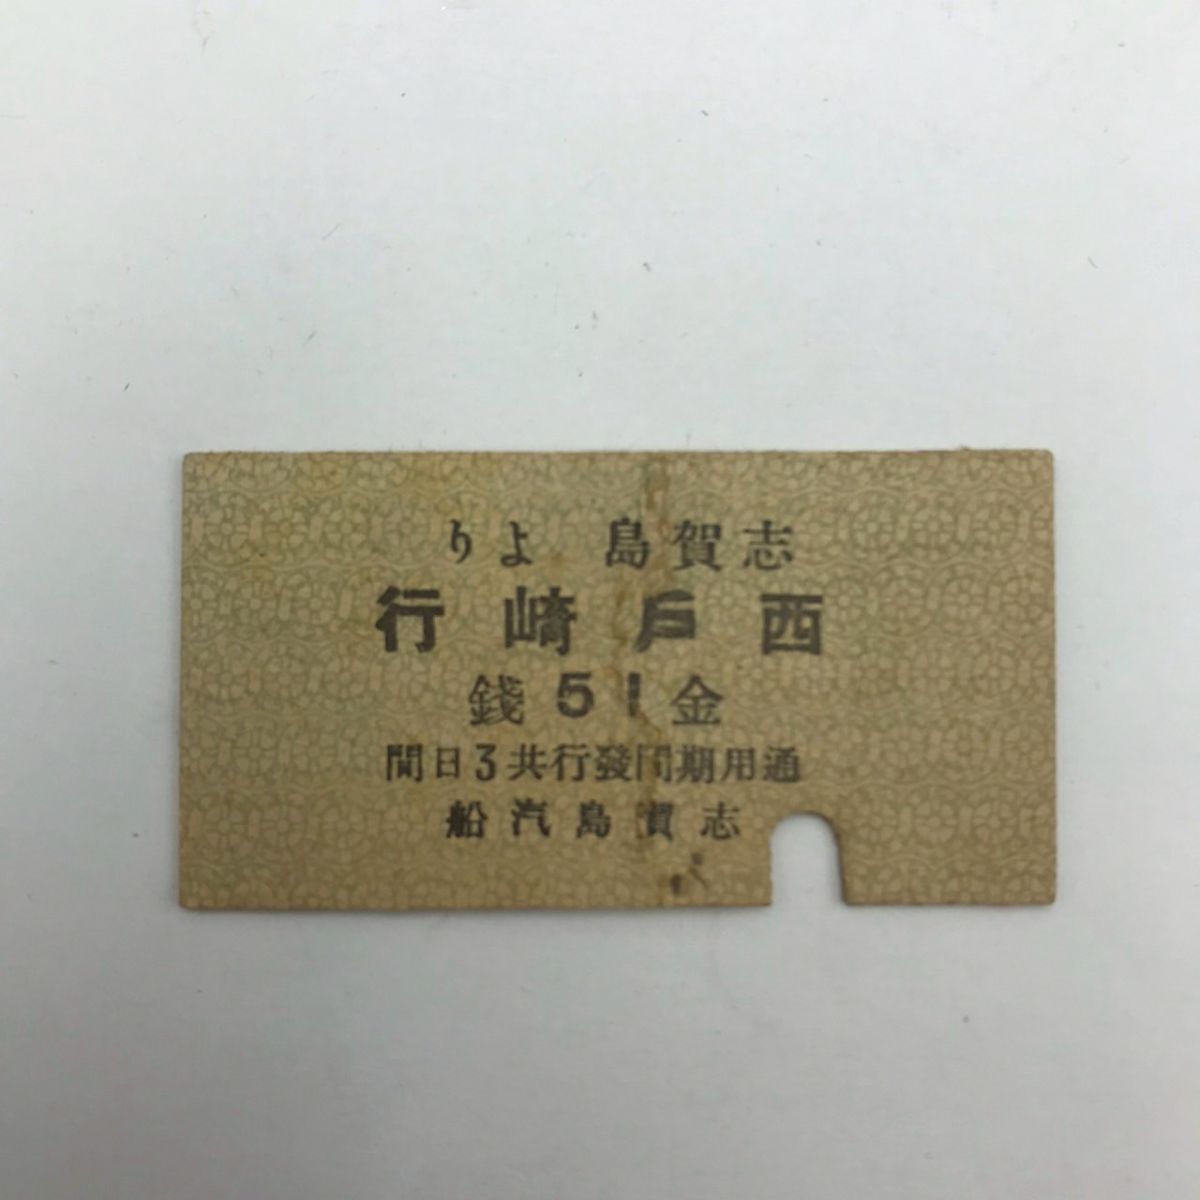 志賀島 より
西戸崎行
金15錢
通用期間發行共3日間
志賀島汽船